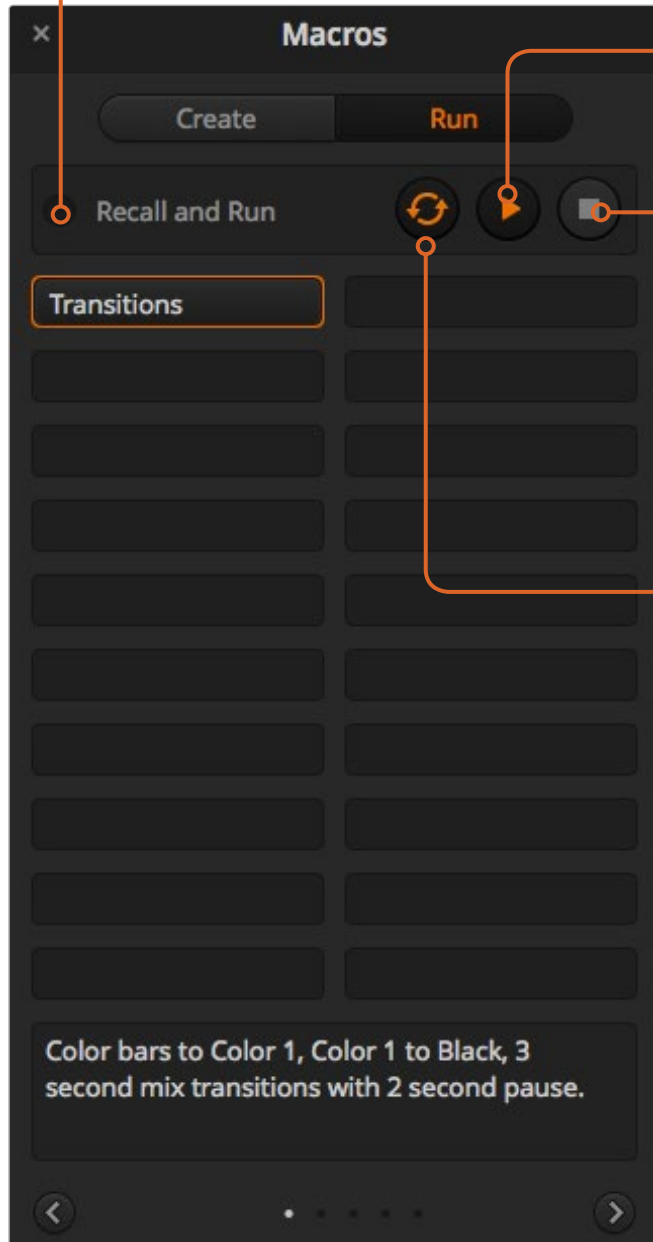 Macros
Create
Run
Recall and Run
Transitions
Color bars to Color 1, Color 1 to Black, 3
second mix transitions with 2 second pause.